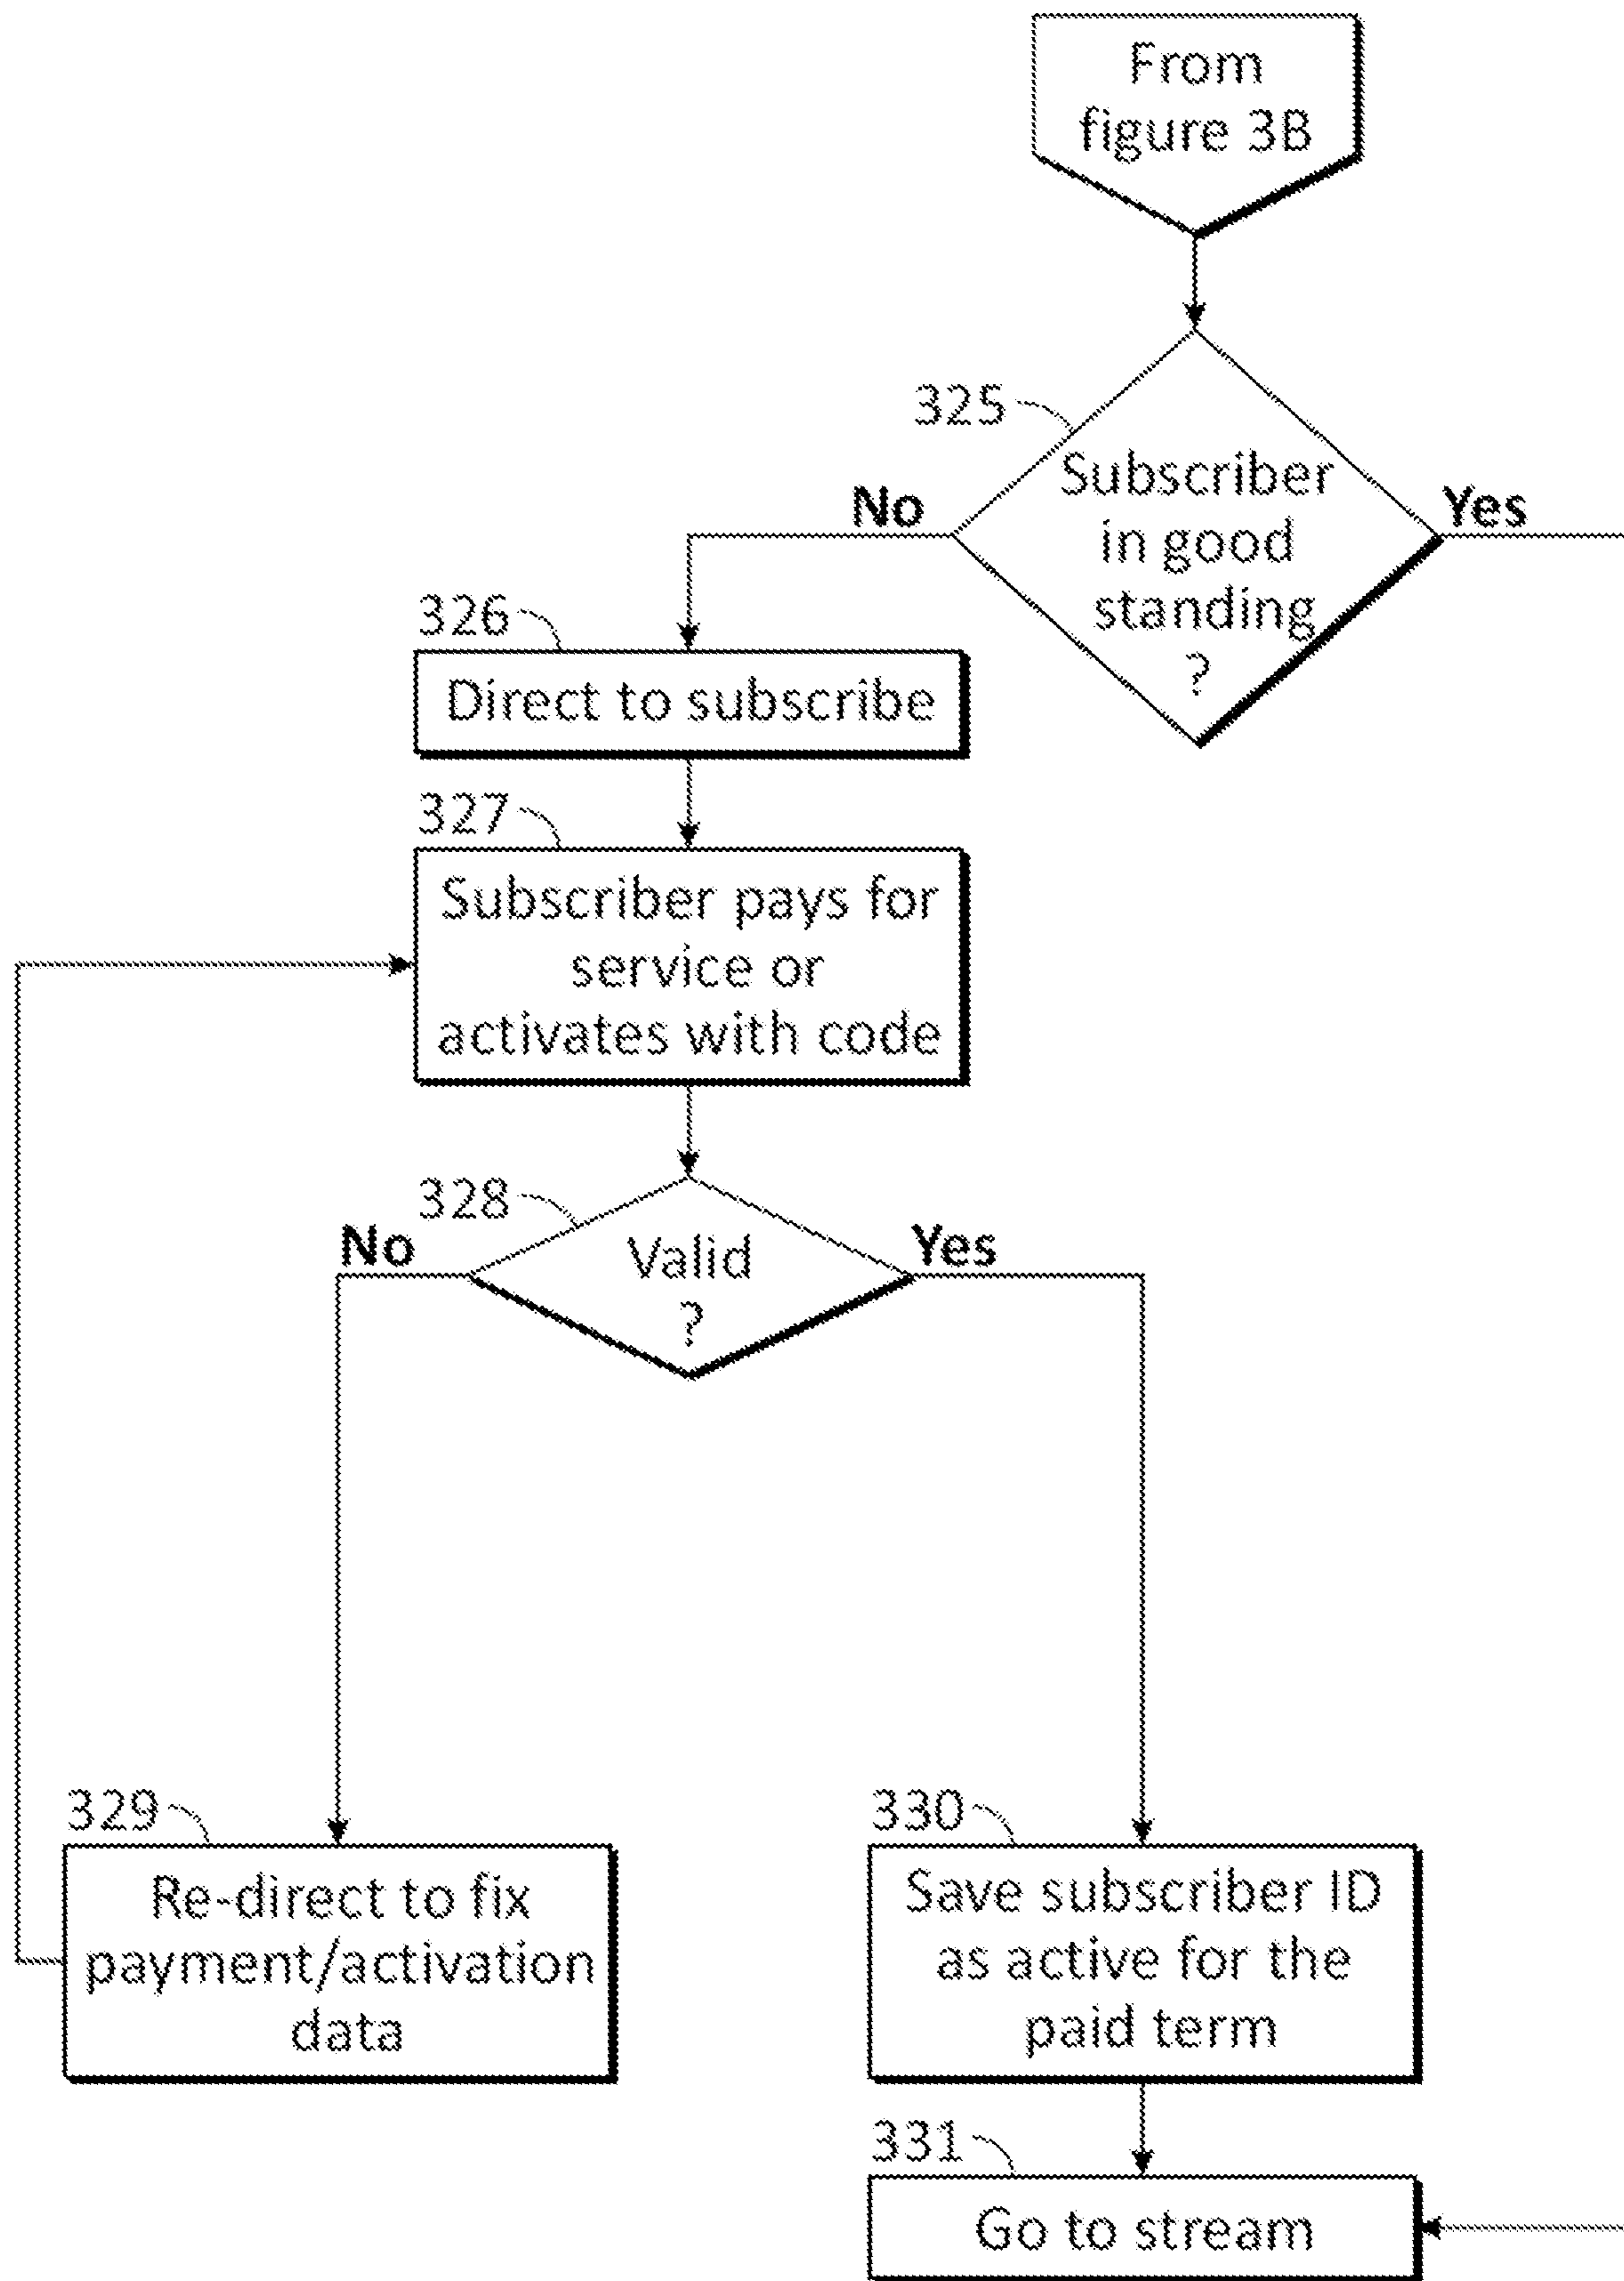 From
figure 3B
325
Subscriber
in good
standing
?
No
Yes
326
Direct to subscribe
327
Subscriber pays for
service or
activates with code
328
Valid
?
No
Yes
329
Re-direct to fix
payment/activation
data
330
Save subscriber ID
as active for the
paid term
331
Go to stream